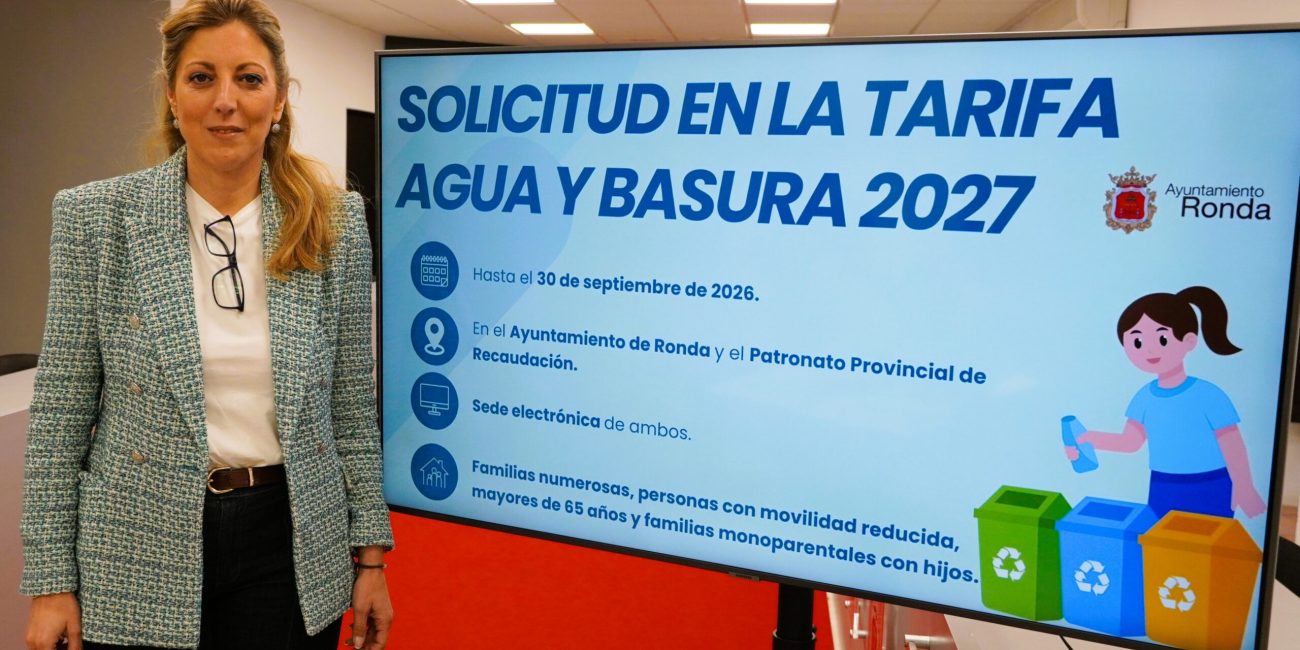 SOLICITUD EN LA TARIFA
AGUA Y BASURA 2027
Ayuntamiento
Ronda
Hasta el 30 de septiembre de 2026.
En el Ayuntamiento de Ronda y el Patronato Provincial de
Recaudación.
Sede electrónica de ambos.
Familias numerosas, personas con movilidad reducida,
mayores de 65 años y familias monoparentales con hijos.